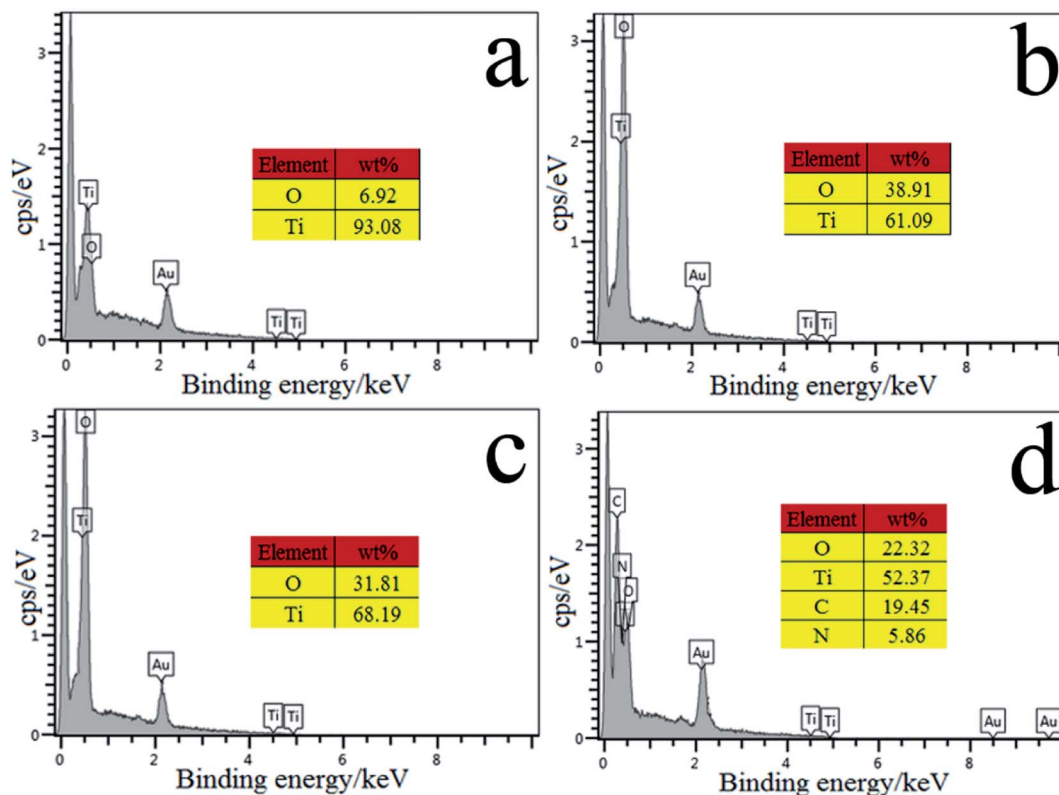 a
3
2
1
0
cps/eV
Ti
O
Au
Ti Ti
Element wt%
O 6.92
Ti 93.08
0 2 4 6 8
Binding energy/keV
b
3
2
1
0
cps/eV
O
Ti
Au
Ti Ti
Element wt%
O 38.91
Ti 61.09
0 2 4 6 8
Binding energy/keV
c
3
2
1
0
cps/eV
O
Ti
Au
Ti Ti
Element wt%
O 31.81
Ti 68.19
0 2 4 6 8
Binding energy/keV
d
3
2
1
0
cps/eV
C
N
O
Au
Ti Ti
Au Au
Element wt%
O 22.32
Ti 52.37
C 19.45
N 5.86
0 2 4 6 8
Binding energy/keV